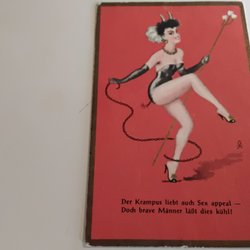 Der Krampus liebt auch Sex appeal —
Doch brave Männer läßt dies kühl!